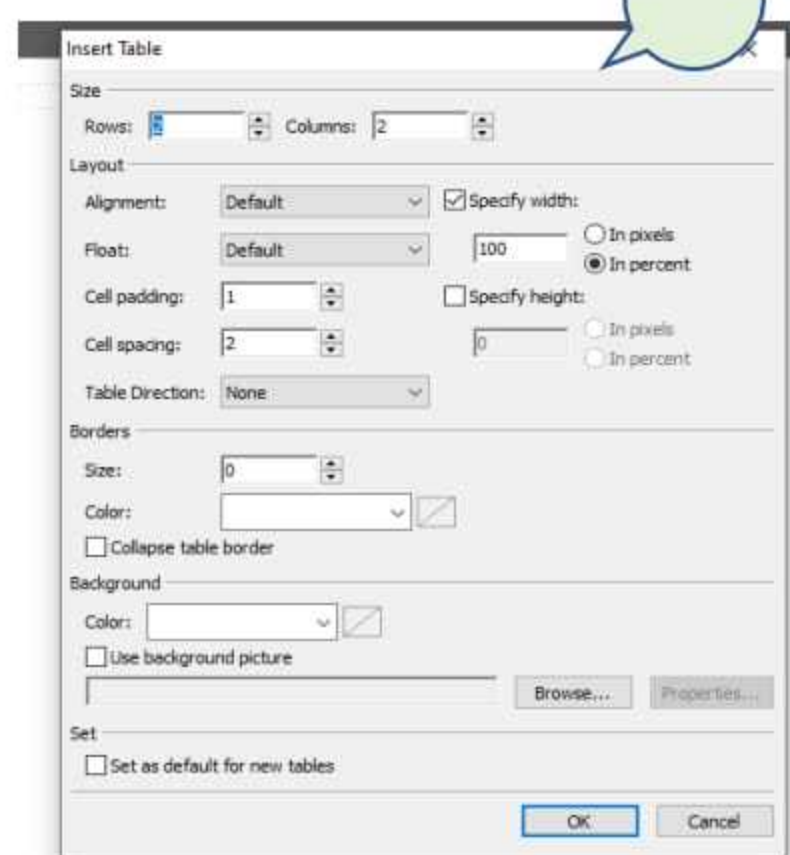 Insert Table
Size
Rows: 2 Columns: 2
Layout
Alignment: Default Specify width:
Float: Default 100 In pixels
In percent
Cell padding: 1 Specify height:
Cell spacing: 2 0 In pixels
In percent
Table Direction: None
Borders
Size: 0
Color:
Collapse table border
Background
Color:
Use background picture
Browse... Properties...
Set
Set as default for new tables
OK Cancel